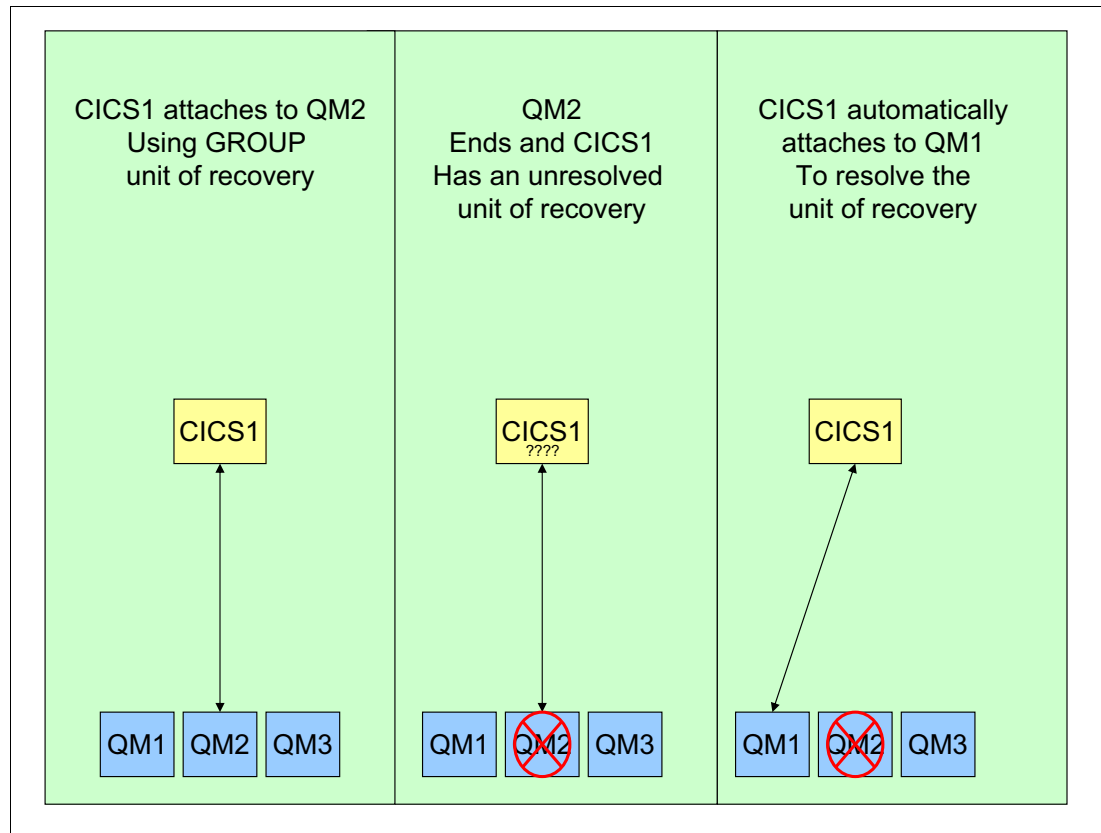 CICS1 attaches to QM2
Using GROUP
unit of recovery
CICS1
QM1
QM2
QM3
QM2
Ends and CICS1
Has an unresolved
unit of recovery
CICS1
????
QM1
QM2
QM3
CICS1 automatically
attaches to QM1
To resolve the
unit of recovery
CICS1
QM1
QM2
QM3